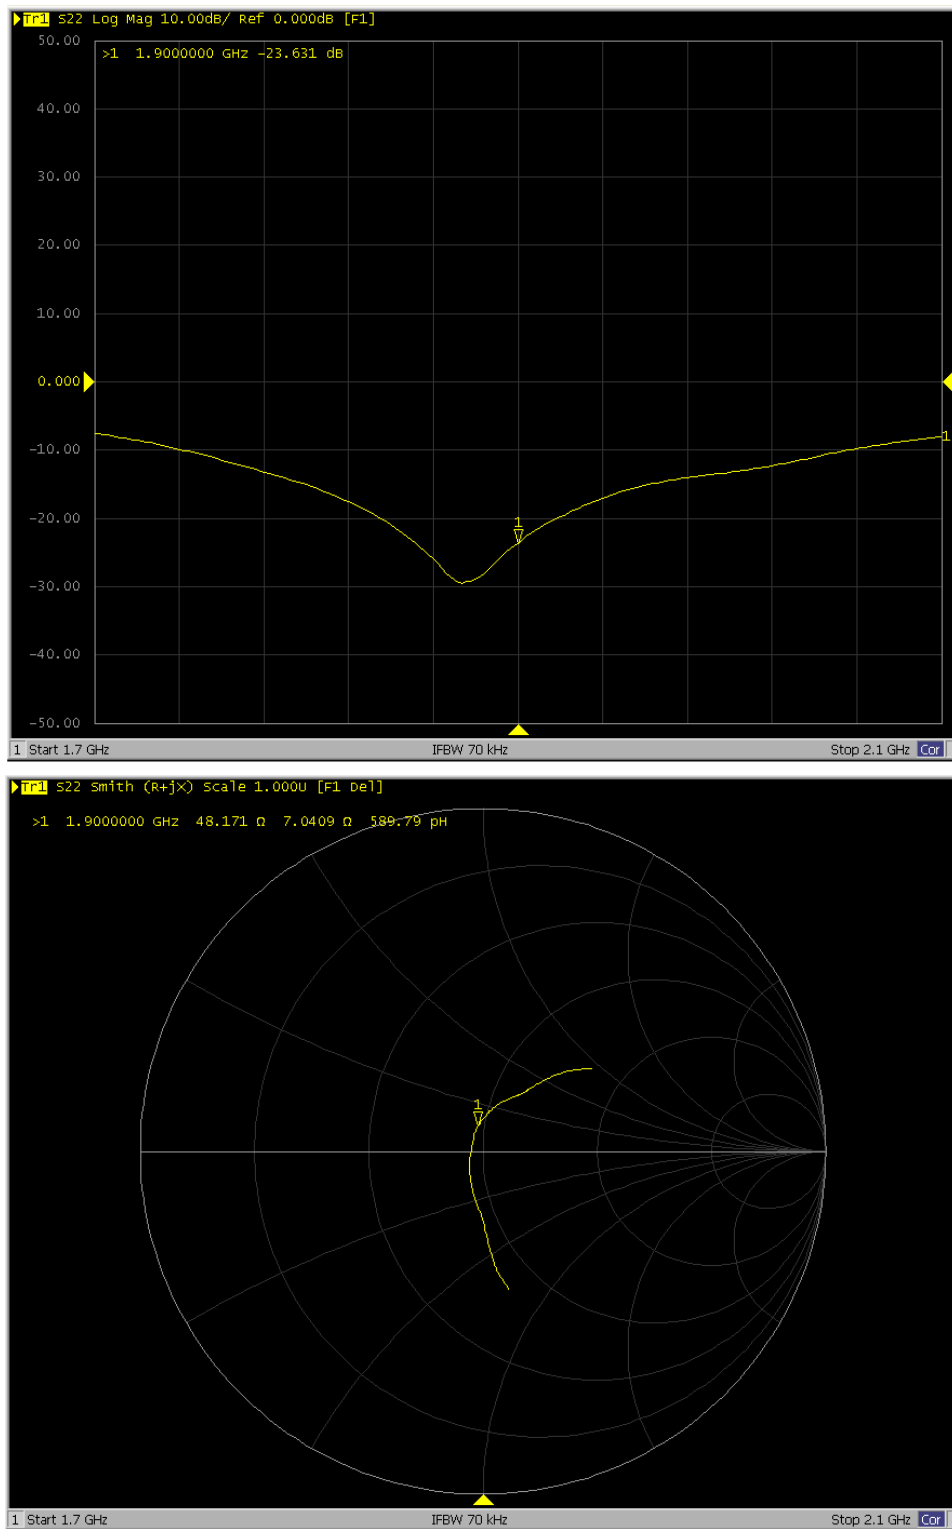 Tr1 S22 Log Mag 10.00dB/ Ref 0.000dB [F1]
50.00
>1 1.9000000 GHz -23.631 dB
40.00
30.00
20.00
10.00
0.000
-10.00
1
-20.00
1
-30.00
-40.00
-50.00
1 Start 1.7 GHz IFBW 70 kHz Stop 2.1 GHz Cor
Tr1 S22 Smith (R+jX) Scale 1.000U [F1 Del]
>1 1.9000000 GHz 48.171 Ω 7.0409 Ω 589.79 pH
1
1 Start 1.7 GHz IFBW 70 kHz Stop 2.1 GHz Cor